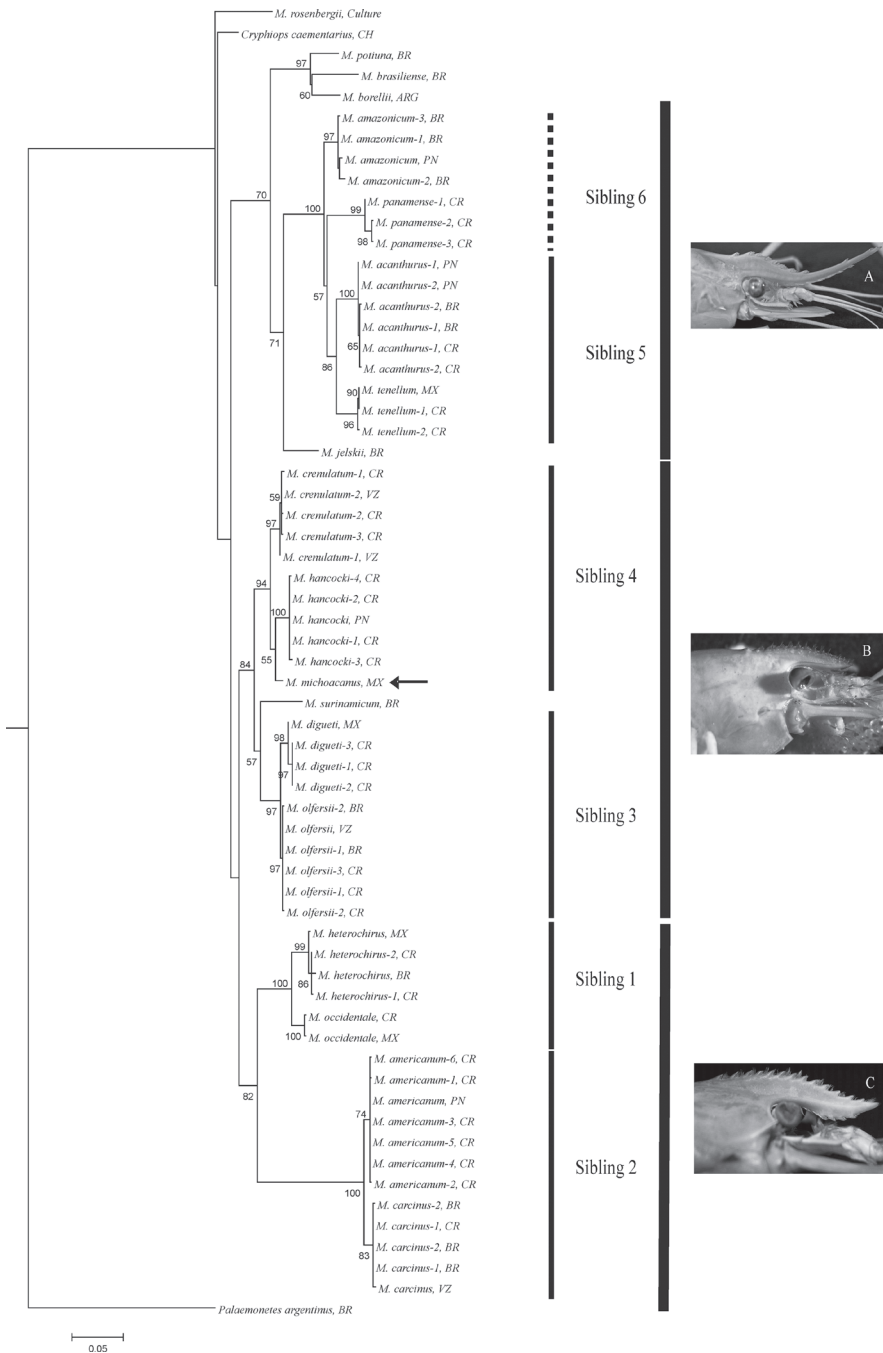 M. rosenbergii, Culture
Cryphiops caementarius, CH
M. potiuna, BR
97
M. brasiliense, BR
60
M. borellii, ARG
M. amazonicum-3, BR
97
M. amazonicum-1, BR
M. amazonicum, PN
M. amazonicum-2, BR
70
Sibling 6
M. panamense-1, CR
100
99
M. panamense-2, CR
98
M. panamense-3, CR
M. acanthurus-1, PN
A
M. acanthurus-2, PN
57
100
M. acanthurus-2, BR
M. acanthurus-1, BR
71
65
M. acanthurus-1, CR
Sibling 5
86
M. acanthurus-2, CR
M. tenellum, MX
90
M. tenellum-1, CR
96
M. tenellum-2, CR
M. jelskii, BR
M. crenulatum-1, CR
59
M. crenulatum-2, VZ
M. crenulatum-2, CR
97
M. crenulatum-3, CR
M. crenulatum-1, VZ
Sibling 4
94
M. hancocki-4, CR
M. hancocki-2, CR
100
M. hancocki, PN
M. hancocki-1, CR
B
55
M. hancocki-3, CR
84
M. michoacanus, MX
M. surinamicum, BR
M. digueti, MX
98
M. digueti-3, CR
57
M. digueti-1, CR
97
M. digueti-2, CR
97
M. olfersii-2, BR
Sibling 3
M. olfersii, VZ
M. olfersii-1, BR
97
M. olfersii-3, CR
M. olfersii-1, CR
M. olfersii-2, CR
M. heterochirus, MX
99
M. heterochirus-2, CR
M. heterochirus, BR
Sibling 1
100
86
M. heterochirus-1, CR
M. occidentale, CR
100
M. occidentale, MX
M. americanum-6, CR
M. americanum-1, CR
C
82
M. americanum, PN
74
M. americanum-3, CR
M. americanum-5, CR
M. americanum-4, CR
Sibling 2
M. americanum-2, CR
100
M. carcinus-2, BR
M. carcinus-1, CR
M. carcinus-2, BR
83
M. carcinus-1, BR
M. carcinus, VZ
Palaemonetes argentinus, BR
0.05